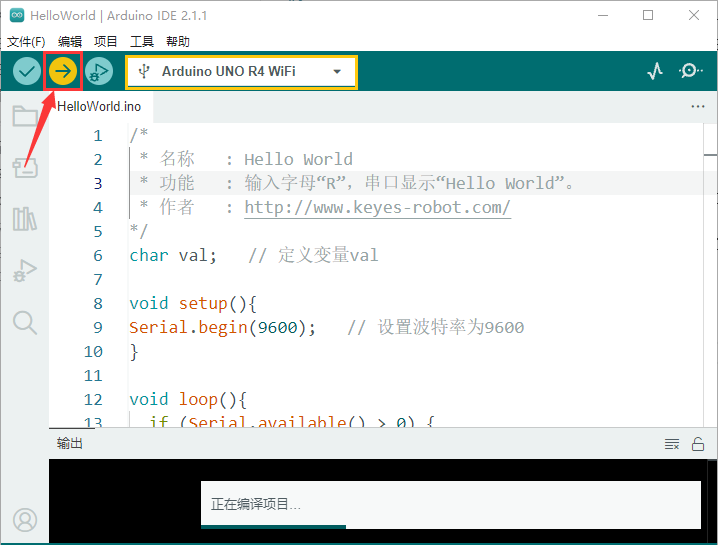 HelloWorld | Arduino IDE 2.1.1
文件(F) 编辑 项目 工具 帮助
Arduino UNO R4 WiFi
HelloWorld.ino
1 /*
2 * 名称 : Hello World
3 * 功能 : 输入字母“R”，串口显示“Hello World”。
4 * 作者 : http://www.keyes-robot.com/
5 */
6 char val; // 定义变量val
7
8 void setup(){
9 Serial.begin(9600); // 设置波特率为9600
10 }
11
12 void loop(){
13 if (Serial.available() > 0) {
输出
正在编译项目...